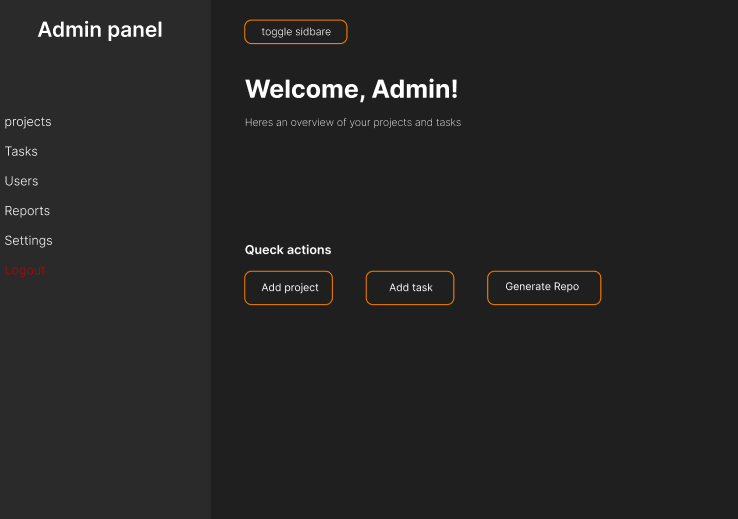 Admin panel
projects
Tasks
Users
Reports
Settings
Logout
toggle sidbare
Welcome, Admin!
Heres an overview of your projects and tasks
Queck actions
Add project
Add task
Generate Repo